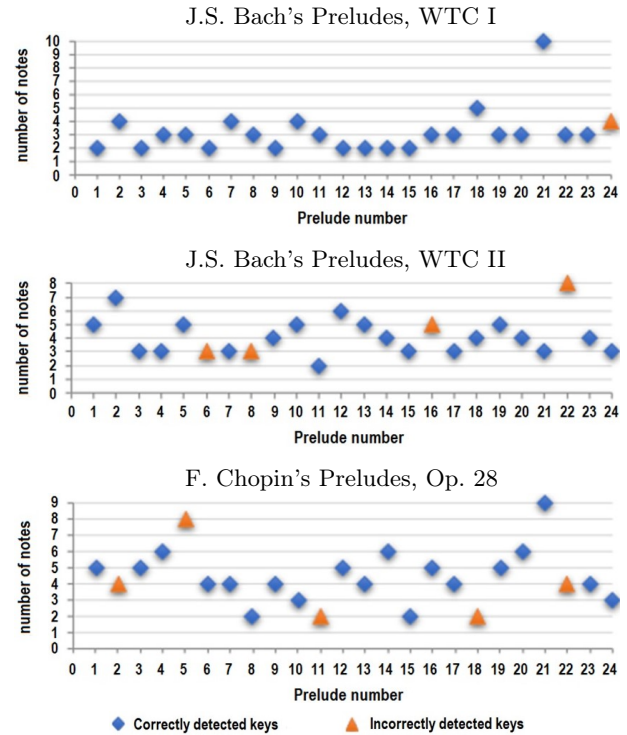 J.S. Bach's Preludes, WTC I
number of notes
10
9
8
7
6
5
4
3
2
1
0
0 1 2 3 4 5 6 7 8 9 10 11 12 13 14 15 16 17 18 19 20 21 22 23 24
Prelude number
J.S. Bach's Preludes, WTC II
number of notes
8
7
6
5
4
3
2
1
0
0 1 2 3 4 5 6 7 8 9 10 11 12 13 14 15 16 17 18 19 20 21 22 23 24
Prelude number
F. Chopin's Preludes, Op. 28
number of notes
9
8
7
6
5
4
3
2
1
0
0 1 2 3 4 5 6 7 8 9 10 11 12 13 14 15 16 17 18 19 20 21 22 23 24
Prelude number
Correctly detected keys Incorrectly detected keys